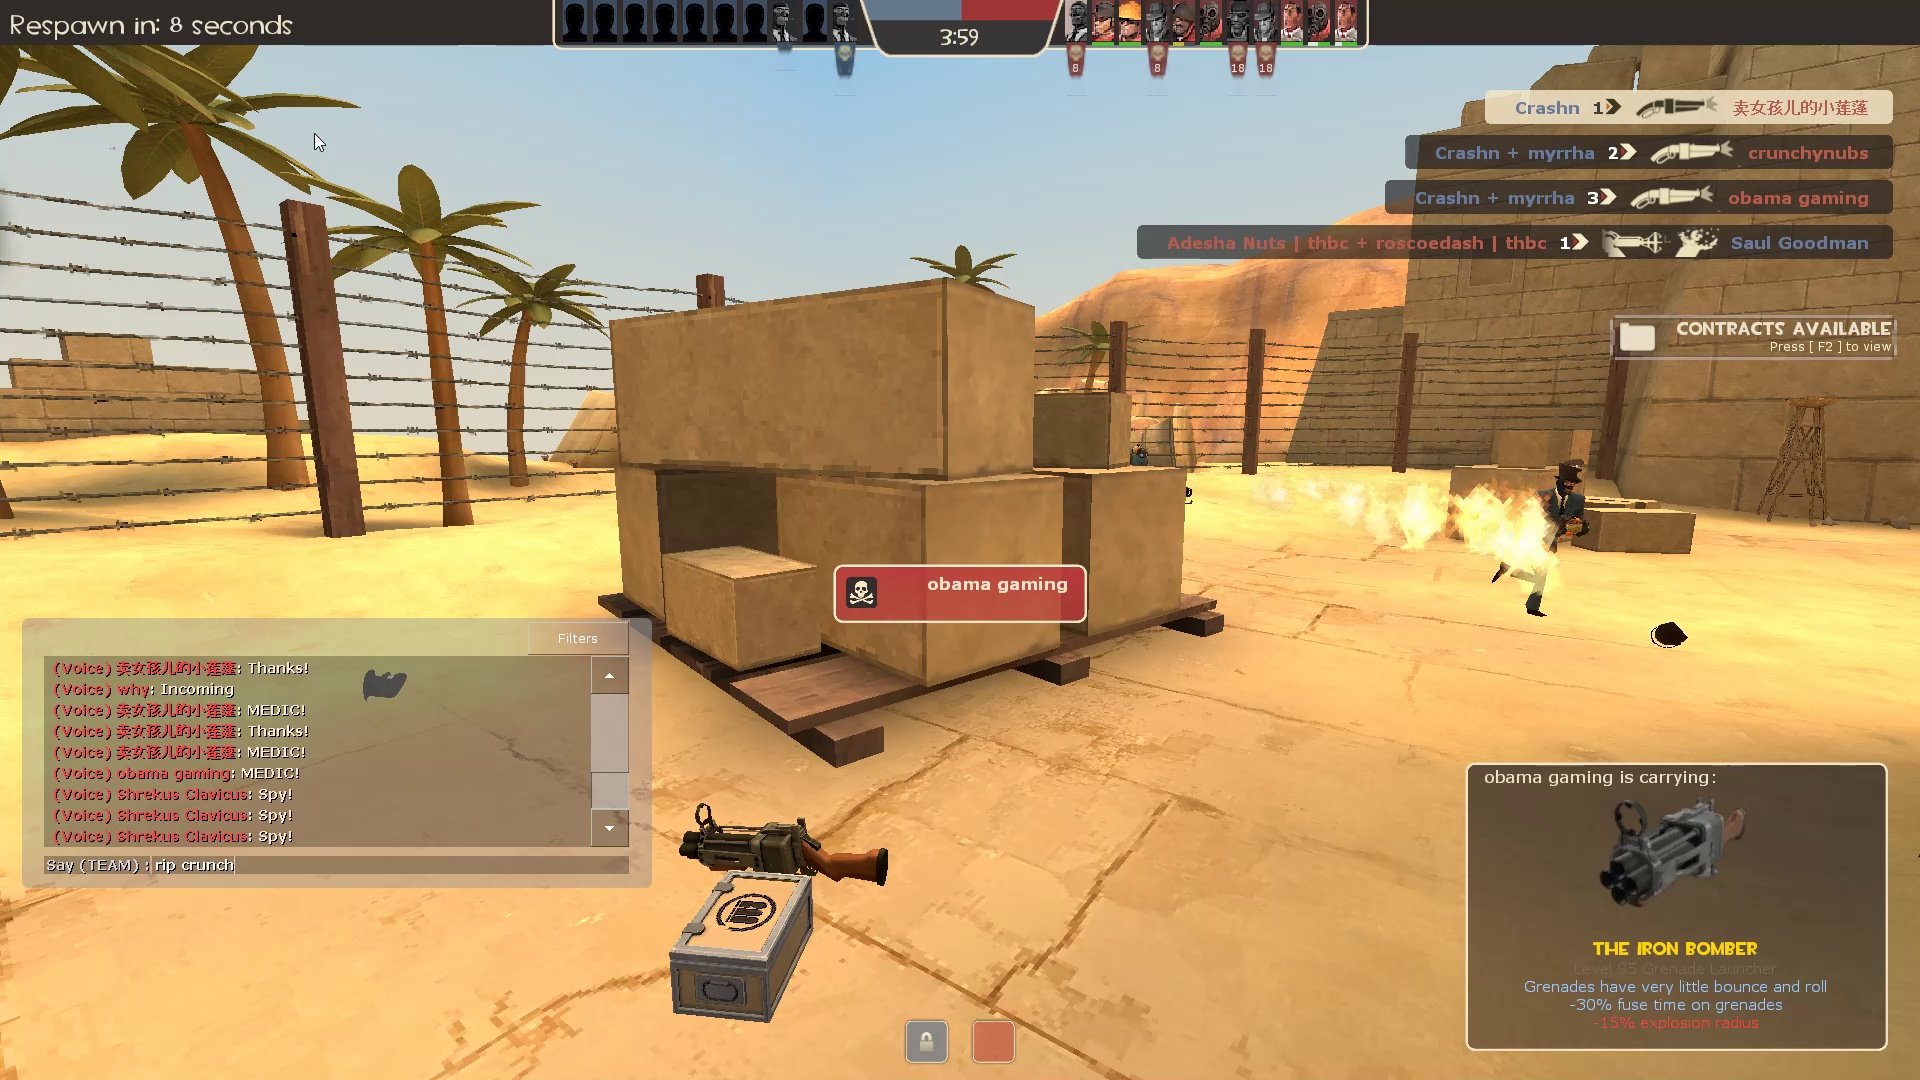 Respawn in: 8 seconds
3:59
8
8
18
18
Crashn 1 卖女孩儿的小莲蓬
Crashn + myrrha 2 crunchynubs
Crashn + myrrha 3 obama gaming
Adesha Nuts | thbc + roscoedash | thbc 1 Saul Goodman
CONTRACTS AVAILABLE
Press [ F2 ] to view
obama gaming
Filters
(Voice) 卖女孩儿的小莲蓬: Thanks!
(Voice) why: Incoming
(Voice) 卖女孩儿的小莲蓬: MEDIC!
(Voice) 卖女孩儿的小莲蓬: Thanks!
(Voice) 卖女孩儿的小莲蓬: MEDIC!
(Voice) obama gaming: MEDIC!
(Voice) Shrekus Clavicus: Spy!
(Voice) Shrekus Clavicus: Spy!
(Voice) Shrekus Clavicus: Spy!
Say (TEAM) : rip crunch
obama gaming is carrying:
THE IRON BOMBER
Level 95 Grenade Launcher
Grenades have very little bounce and roll
-30% fuse time on grenades
-15% explosion radius